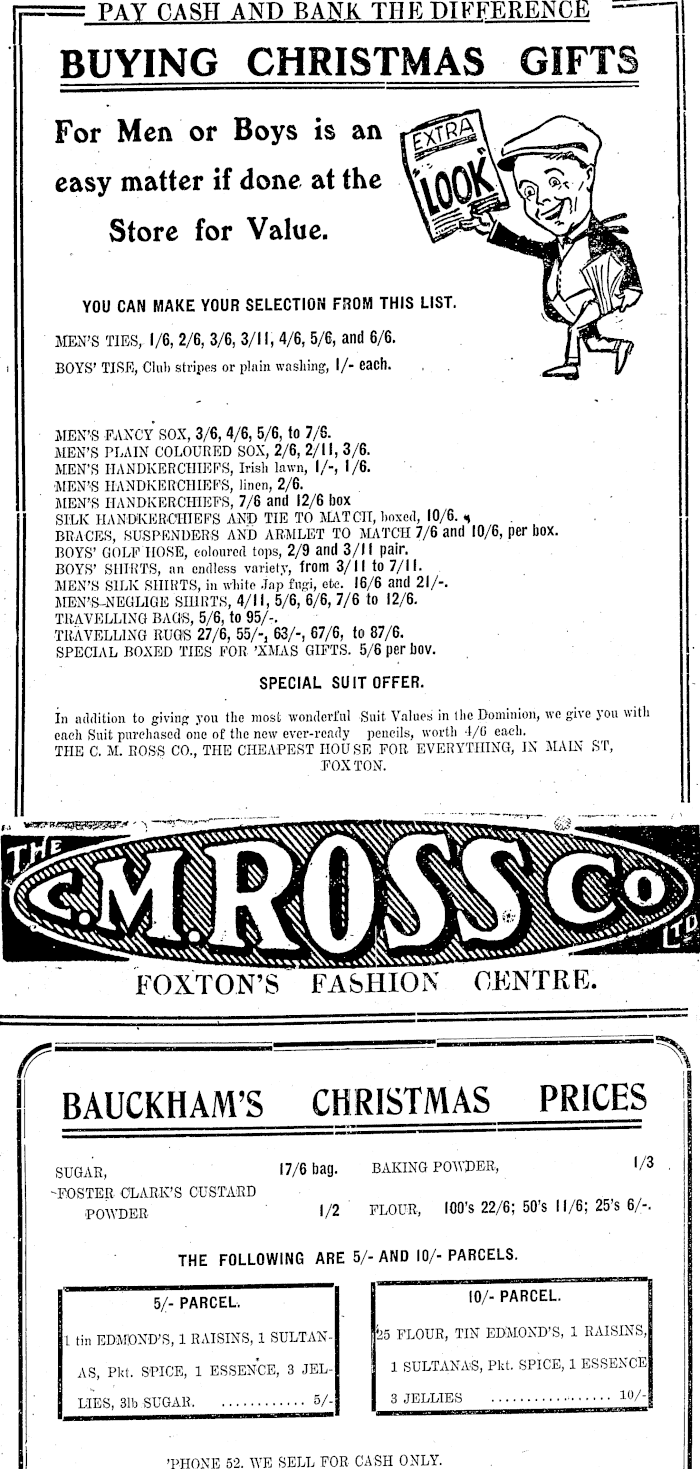 PAY CASH AND BANK THE DIFFERENCE
BUYING CHRISTMAS GIFTS
For Men or Boys is an
easy matter if done at the
Store for Value.
EXTRA
"LOOK"
YOU CAN MAKE YOUR SELECTION FROM THIS LIST.
MEN'S TIES, 1/6, 2/6, 3/6, 3/11, 4/6, 5/6, and 6/6.
BOYS' TISE, Club stripes or plain washing, 1/- each.
MEN'S FANCY SOX, 3/6, 4/6, 5/6, to 7/6.
MEN'S PLAIN COLOURED SOX, 2/6, 2/11, 3/6.
MEN'S HANDKERCHIEFS, Irish lawn, 1/-, 1/6.
MEN'S HANDKERCHIEFS, linen, 2/6.
MEN'S HANDKERCHIEFS, 7/6 and 12/6 box
SILK HANDKERCHIEFS AND TIE TO MATCH, boxed, 10/6.
BRACES, SUSPENDERS AND ARMLET TO MATCH 7/6 and 10/6, per box.
BOYS' GOLF HOSE, coloured tops, 2/9 and 3/11 pair.
BOYS' SHIRTS, an endless variety, from 3/11 to 7/11.
MEN'S SILK SHIRTS, in white Jap fugi, etc. 16/6 and 21/-.
MEN'S NEGLIGE SHIRTS, 4/11, 5/6, 6/6, 7/6 to 12/6.
TRAVELLING BAGS, 5/6, to 95/-.
TRAVELLING RUGS 27/6, 55/-, 63/-, 67/6, to 87/6.
SPECIAL BOXED TIES FOR 'XMAS GIFTS. 5/6 per bov.
SPECIAL SUIT OFFER.
In addition to giving you the most wonderful Suit Values in the Dominion, we give you with
each Suit purchased one of the new ever-ready pencils, worth 4/6 each.
THE C. M. ROSS CO., THE CHEAPEST HOUSE FOR EVERYTHING, IN MAIN ST,
FOXTON.
THE C.M. ROSS Co LTD
FOXTON'S FASHION CENTRE.
BAUCKHAM'S CHRISTMAS PRICES
SUGAR, 17/6 bag.
FOSTER CLARK'S CUSTARD
POWDER 1/2
BAKING POWDER, 1/3
FLOUR, 100's 22/6; 50's 11/6; 25's 6/-.
THE FOLLOWING ARE 5/- AND 10/- PARCELS.
5/- PARCEL.
1 tin EDMOND'S, 1 RAISINS, 1 SULTAN-
AS, Pkt. SPICE, 1 ESSENCE, 3 JEL-
LIES, 3lb SUGAR. ............ 5/-
10/- PARCEL.
25 FLOUR, TIN EDMOND'S, 1 RAISINS,
1 SULTANAS, Pkt. SPICE, 1 ESSENCE
3 JELLIES ................. 10/-
'PHONE 52. WE SELL FOR CASH ONLY.